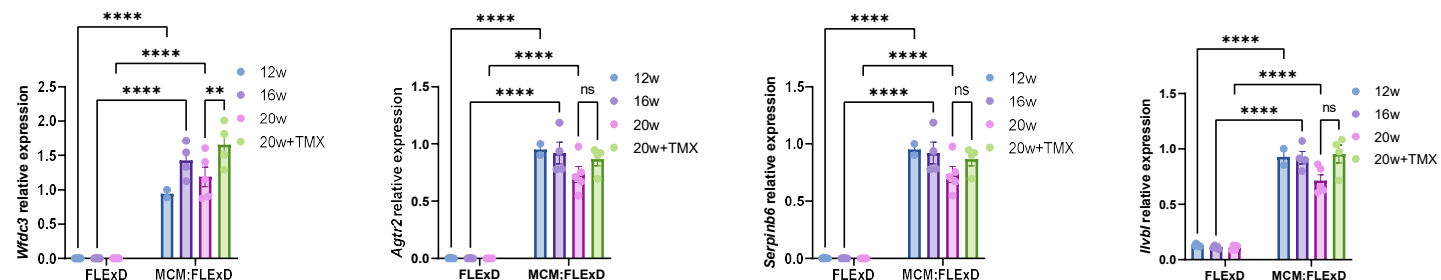 ****
****
****
**
Wfdc3 relative expression
2.5
2.0
1.5
1.0
0.5
0.0
FLExD
MCM:FLExD
12w
16w
20w
20w+TMX
****
****
****
ns
Agtr2 relative expression
1.5
1.0
0.5
0.0
FLExD
MCM:FLExD
12w
16w
20w
20w+TMX
****
****
****
ns
Serpinb6 relative expression
1.5
1.0
0.5
0.0
FLExD
MCM:FLExD
12w
16w
20w
20w+TMX
****
****
****
ns
Ilvbl relative expression
1.5
1.0
0.5
0.0
FLExD
MCM:FLExD
12w
16w
20w
20w+TMX